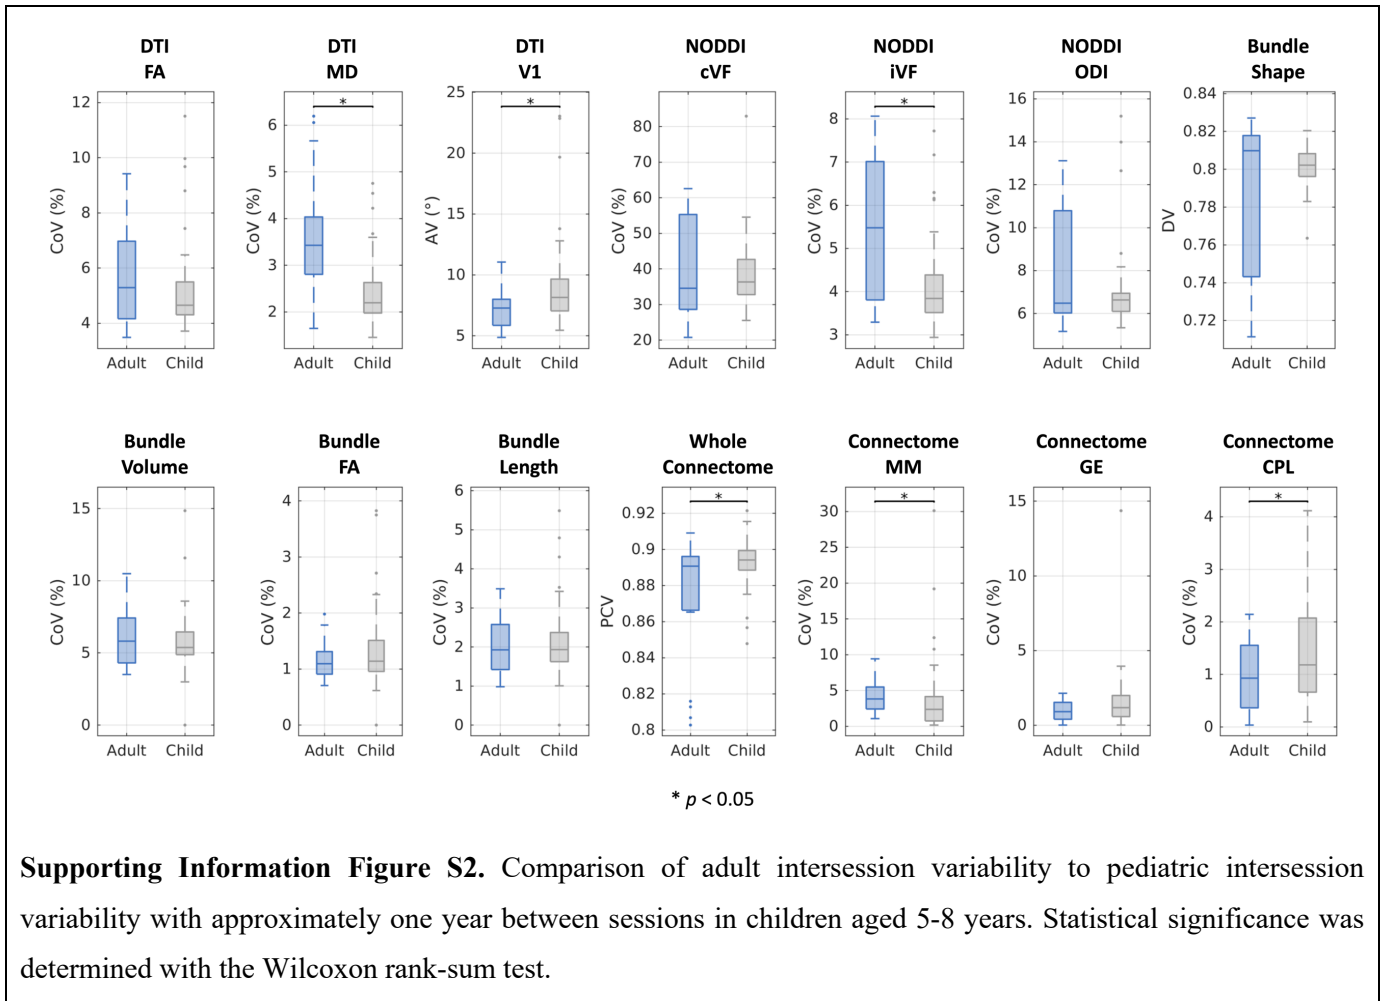 DTI
FA
DTI
MD
DTI
V1
NODDI
cVF
NODDI
iVF
NODDI
ODI
Bundle
Shape
12
10
8
6
4
CoV (%)
Adult Child
*
6
5
4
3
2
CoV (%)
Adult Child
*
25
20
15
10
5
AV (°)
Adult Child
80
70
60
50
40
30
20
CoV (%)
Adult Child
*
8
7
6
5
4
3
CoV (%)
Adult Child
16
14
12
10
8
6
CoV (%)
Adult Child
0.84
0.82
0.8
0.78
0.76
0.74
0.72
DV
Adult Child
Bundle
Volume
Bundle
FA
Bundle
Length
Whole
Connectome
Connectome
MM
Connectome
GE
Connectome
CPL
15
10
5
0
CoV (%)
Adult Child
4
3
2
1
0
CoV (%)
Adult Child
6
5
4
3
2
1
0
CoV (%)
Adult Child
*
0.92
0.9
0.88
0.86
0.84
0.82
0.8
PCV
Adult Child
*
30
25
20
15
10
5
0
CoV (%)
Adult Child
15
10
5
0
CoV (%)
Adult Child
*
4
3
2
1
0
CoV (%)
Adult Child
* p < 0.05
Supporting Information Figure S2. Comparison of adult intersession variability to pediatric intersession
variability with approximately one year between sessions in children aged 5-8 years. Statistical significance was
determined with the Wilcoxon rank-sum test.